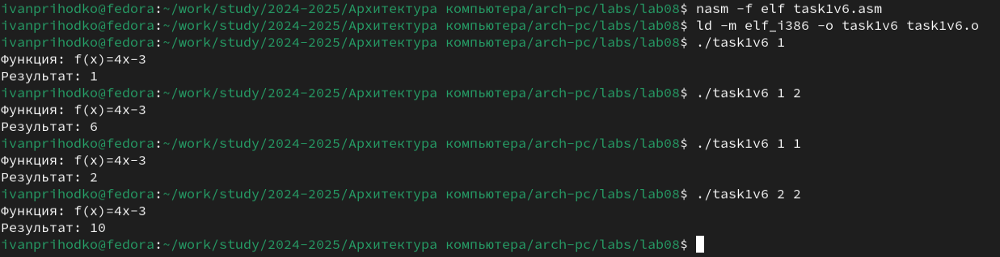 ivanprihodko@fedora:~/work/study/2024-2025/Архитектура компьютера/arch-pc/labs/lab08$ nasm -f elf task1v6.asm
ivanprihodko@fedora:~/work/study/2024-2025/Архитектура компьютера/arch-pc/labs/lab08$ ld -m elf_i386 -o task1v6 task1v6.o
ivanprihodko@fedora:~/work/study/2024-2025/Архитектура компьютера/arch-pc/labs/lab08$ ./task1v6 1
Функция: f(x)=4x-3
Результат: 1
ivanprihodko@fedora:~/work/study/2024-2025/Архитектура компьютера/arch-pc/labs/lab08$ ./task1v6 1 2
Функция: f(x)=4x-3
Результат: 6
ivanprihodko@fedora:~/work/study/2024-2025/Архитектура компьютера/arch-pc/labs/lab08$ ./task1v6 1 1
Функция: f(x)=4x-3
Результат: 2
ivanprihodko@fedora:~/work/study/2024-2025/Архитектура компьютера/arch-pc/labs/lab08$ ./task1v6 2 2
Функция: f(x)=4x-3
Результат: 10
ivanprihodko@fedora:~/work/study/2024-2025/Архитектура компьютера/arch-pc/labs/lab08$